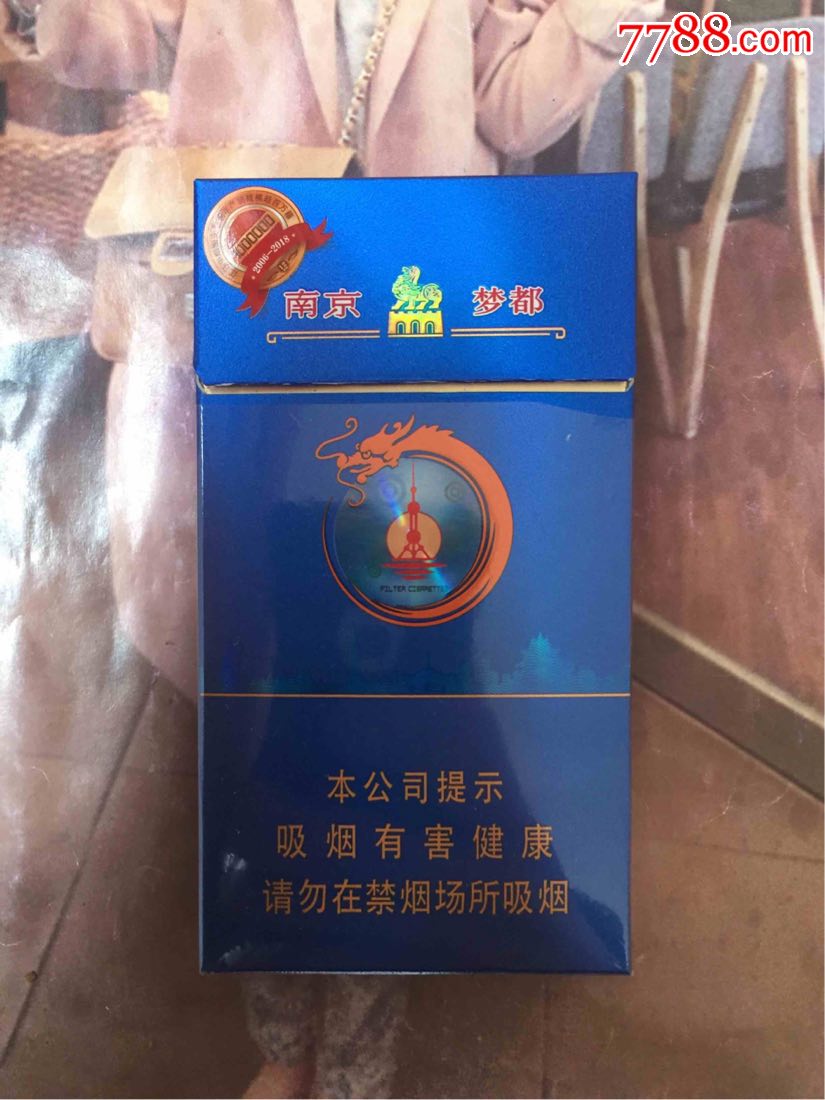 7788.com
2006-2018
南京 梦都
FILTER CIGARETTE
本公司提示
吸烟有害健康
请勿在禁烟场所吸烟